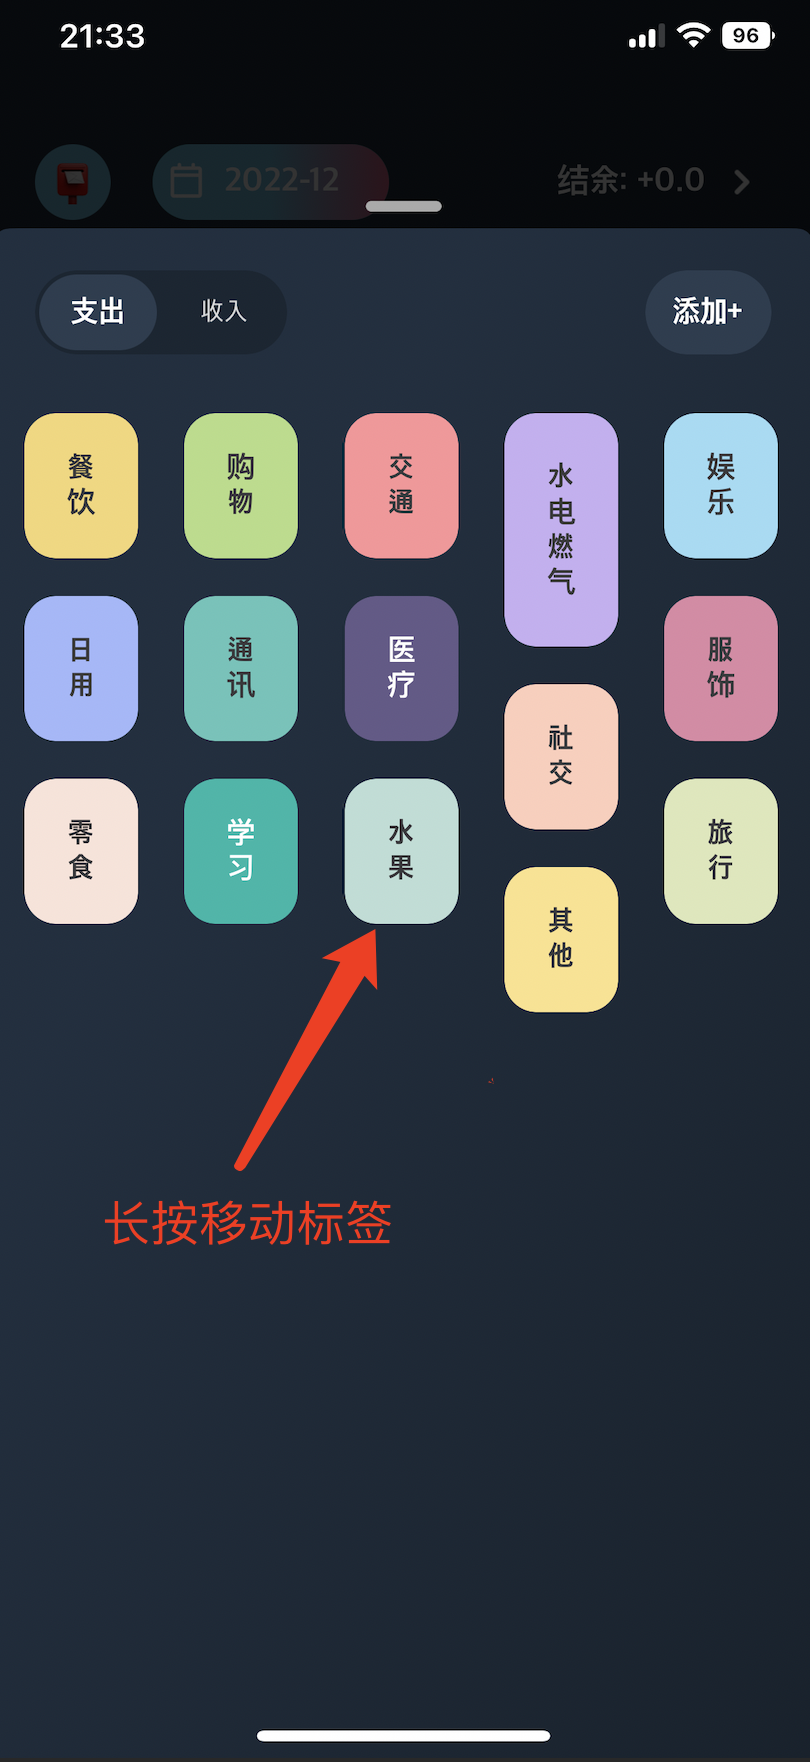 21:33
96
2022-12
结余: +0.0
支出
收入
添加+
餐饮
购物
交通
水电燃气
娱乐
日用
通讯
医疗
服饰
社交
零食
学习
水果
旅行
其他
长按移动标签